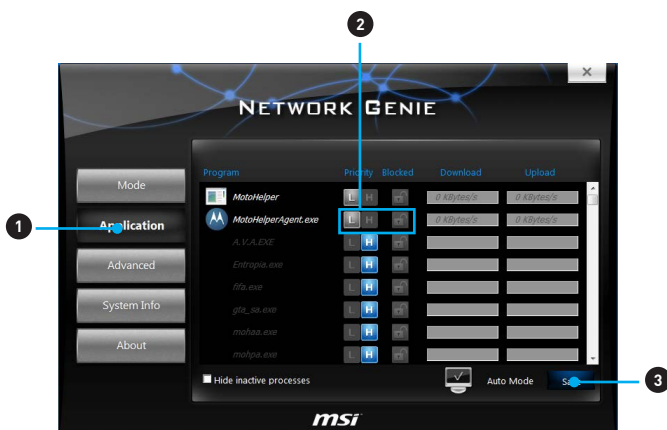 2
×
NETWORK GENIE
Program Priority Blocked Download Upload
Mode
Application
Advanced
System Info
About
1
MotoHelper L H 0 KBytes/s 0 KBytes/s
MotoHelperAgent.exe L H 0 KBytes/s 0 KBytes/s
A.V.A.EXE L H
Entropia.exe L H
fifa.exe L H
gta_sa.exe L H
mohaa.exe L H
mohpa.exe L H
Hide inactive processes
Auto Mode
3
msi